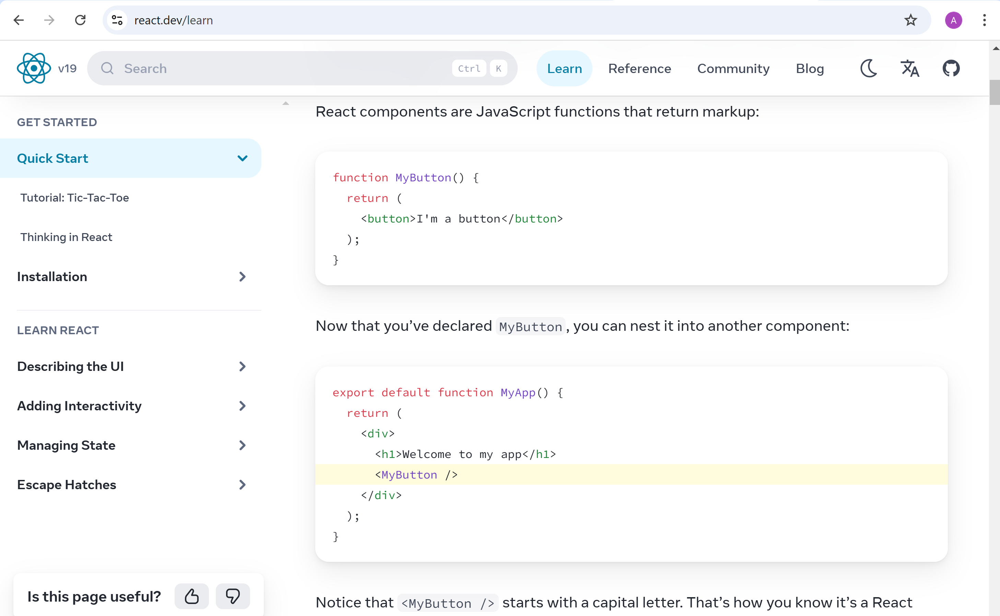 react.dev/learn
v19
Search
Ctrl K
Learn Reference Community Blog
A
GET STARTED
Quick Start
Tutorial: Tic-Tac-Toe
Thinking in React
Installation
LEARN REACT
Describing the UI
Adding Interactivity
Managing State
Escape Hatches
Is this page useful?
React components are JavaScript functions that return markup:
function MyButton() {
  return (
    <button>I'm a button</button>
  );
}
Now that you’ve declared MyButton, you can nest it into another component:
export default function MyApp() {
  return (
    <div>
      <h1>Welcome to my app</h1>
      <MyButton />
    </div>
  );
}
Notice that <MyButton /> starts with a capital letter. That’s how you know it’s a React